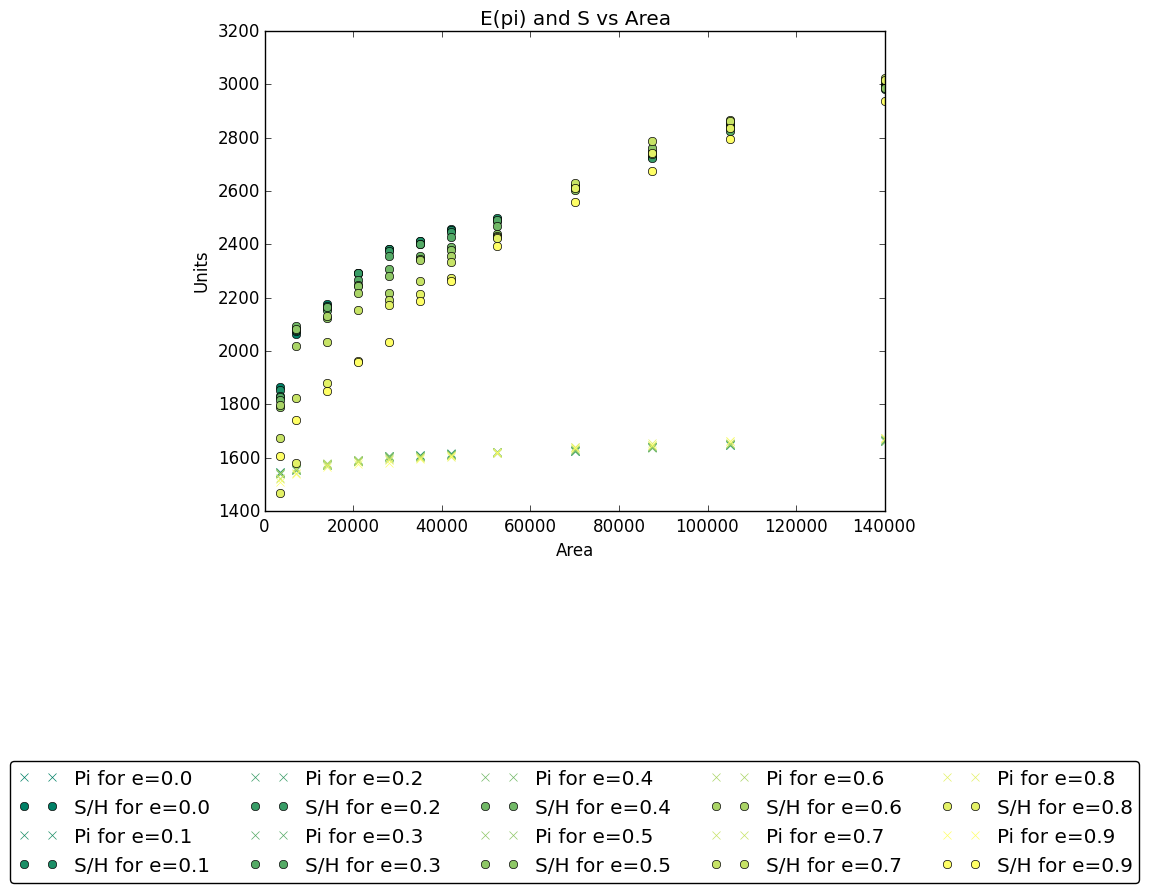 E(pi) and S vs Area
3200
3000
2800
2600
2400
2200
2000
1800
1600
1400
Units
0 20000 40000 60000 80000 100000 120000 140000
Area
Pi for e=0.0 Pi for e=0.2 Pi for e=0.4 Pi for e=0.6 Pi for e=0.8
S/H for e=0.0 S/H for e=0.2 S/H for e=0.4 S/H for e=0.6 S/H for e=0.8
Pi for e=0.1 Pi for e=0.3 Pi for e=0.5 Pi for e=0.7 Pi for e=0.9
S/H for e=0.1 S/H for e=0.3 S/H for e=0.5 S/H for e=0.7 S/H for e=0.9